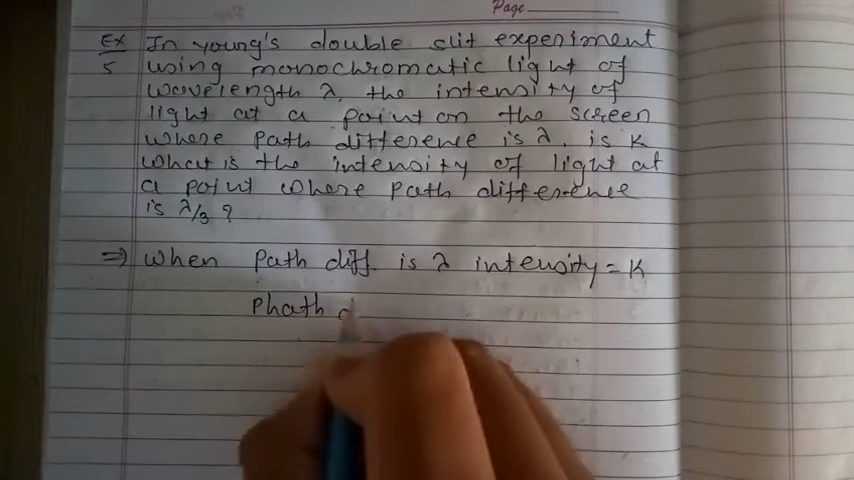 Page
Ex In young's double slit experiment
5 using monochromatic light of
wavelength λ, the intensity of
light at a point on the screen
where path difference is λ, is K
What is the intensity of light at
a point where path difference
is λ/3 ?
⇒ When path diff. is λ intensity = K
Phath d